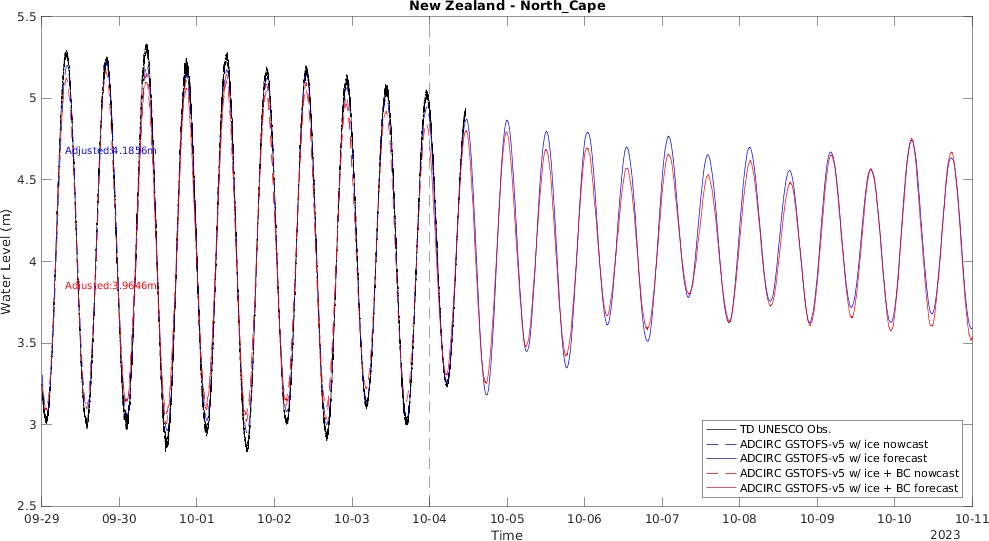 New Zealand - North_Cape
5.5
5
4.5
4
3.5
3
2.5
Water Level (m)
Adjusted:4.1856m
Adjusted:3.9646m
TD UNESCO Obs.
ADCIRC GSTOFS-v5 w/ ice nowcast
ADCIRC GSTOFS-v5 w/ ice forecast
ADCIRC GSTOFS-v5 w/ ice + BC nowcast
ADCIRC GSTOFS-v5 w/ ice + BC forecast
09-29 09-30 10-01 10-02 10-03 10-04 10-05 10-06 10-07 10-08 10-09 10-10 10-11
Time
2023